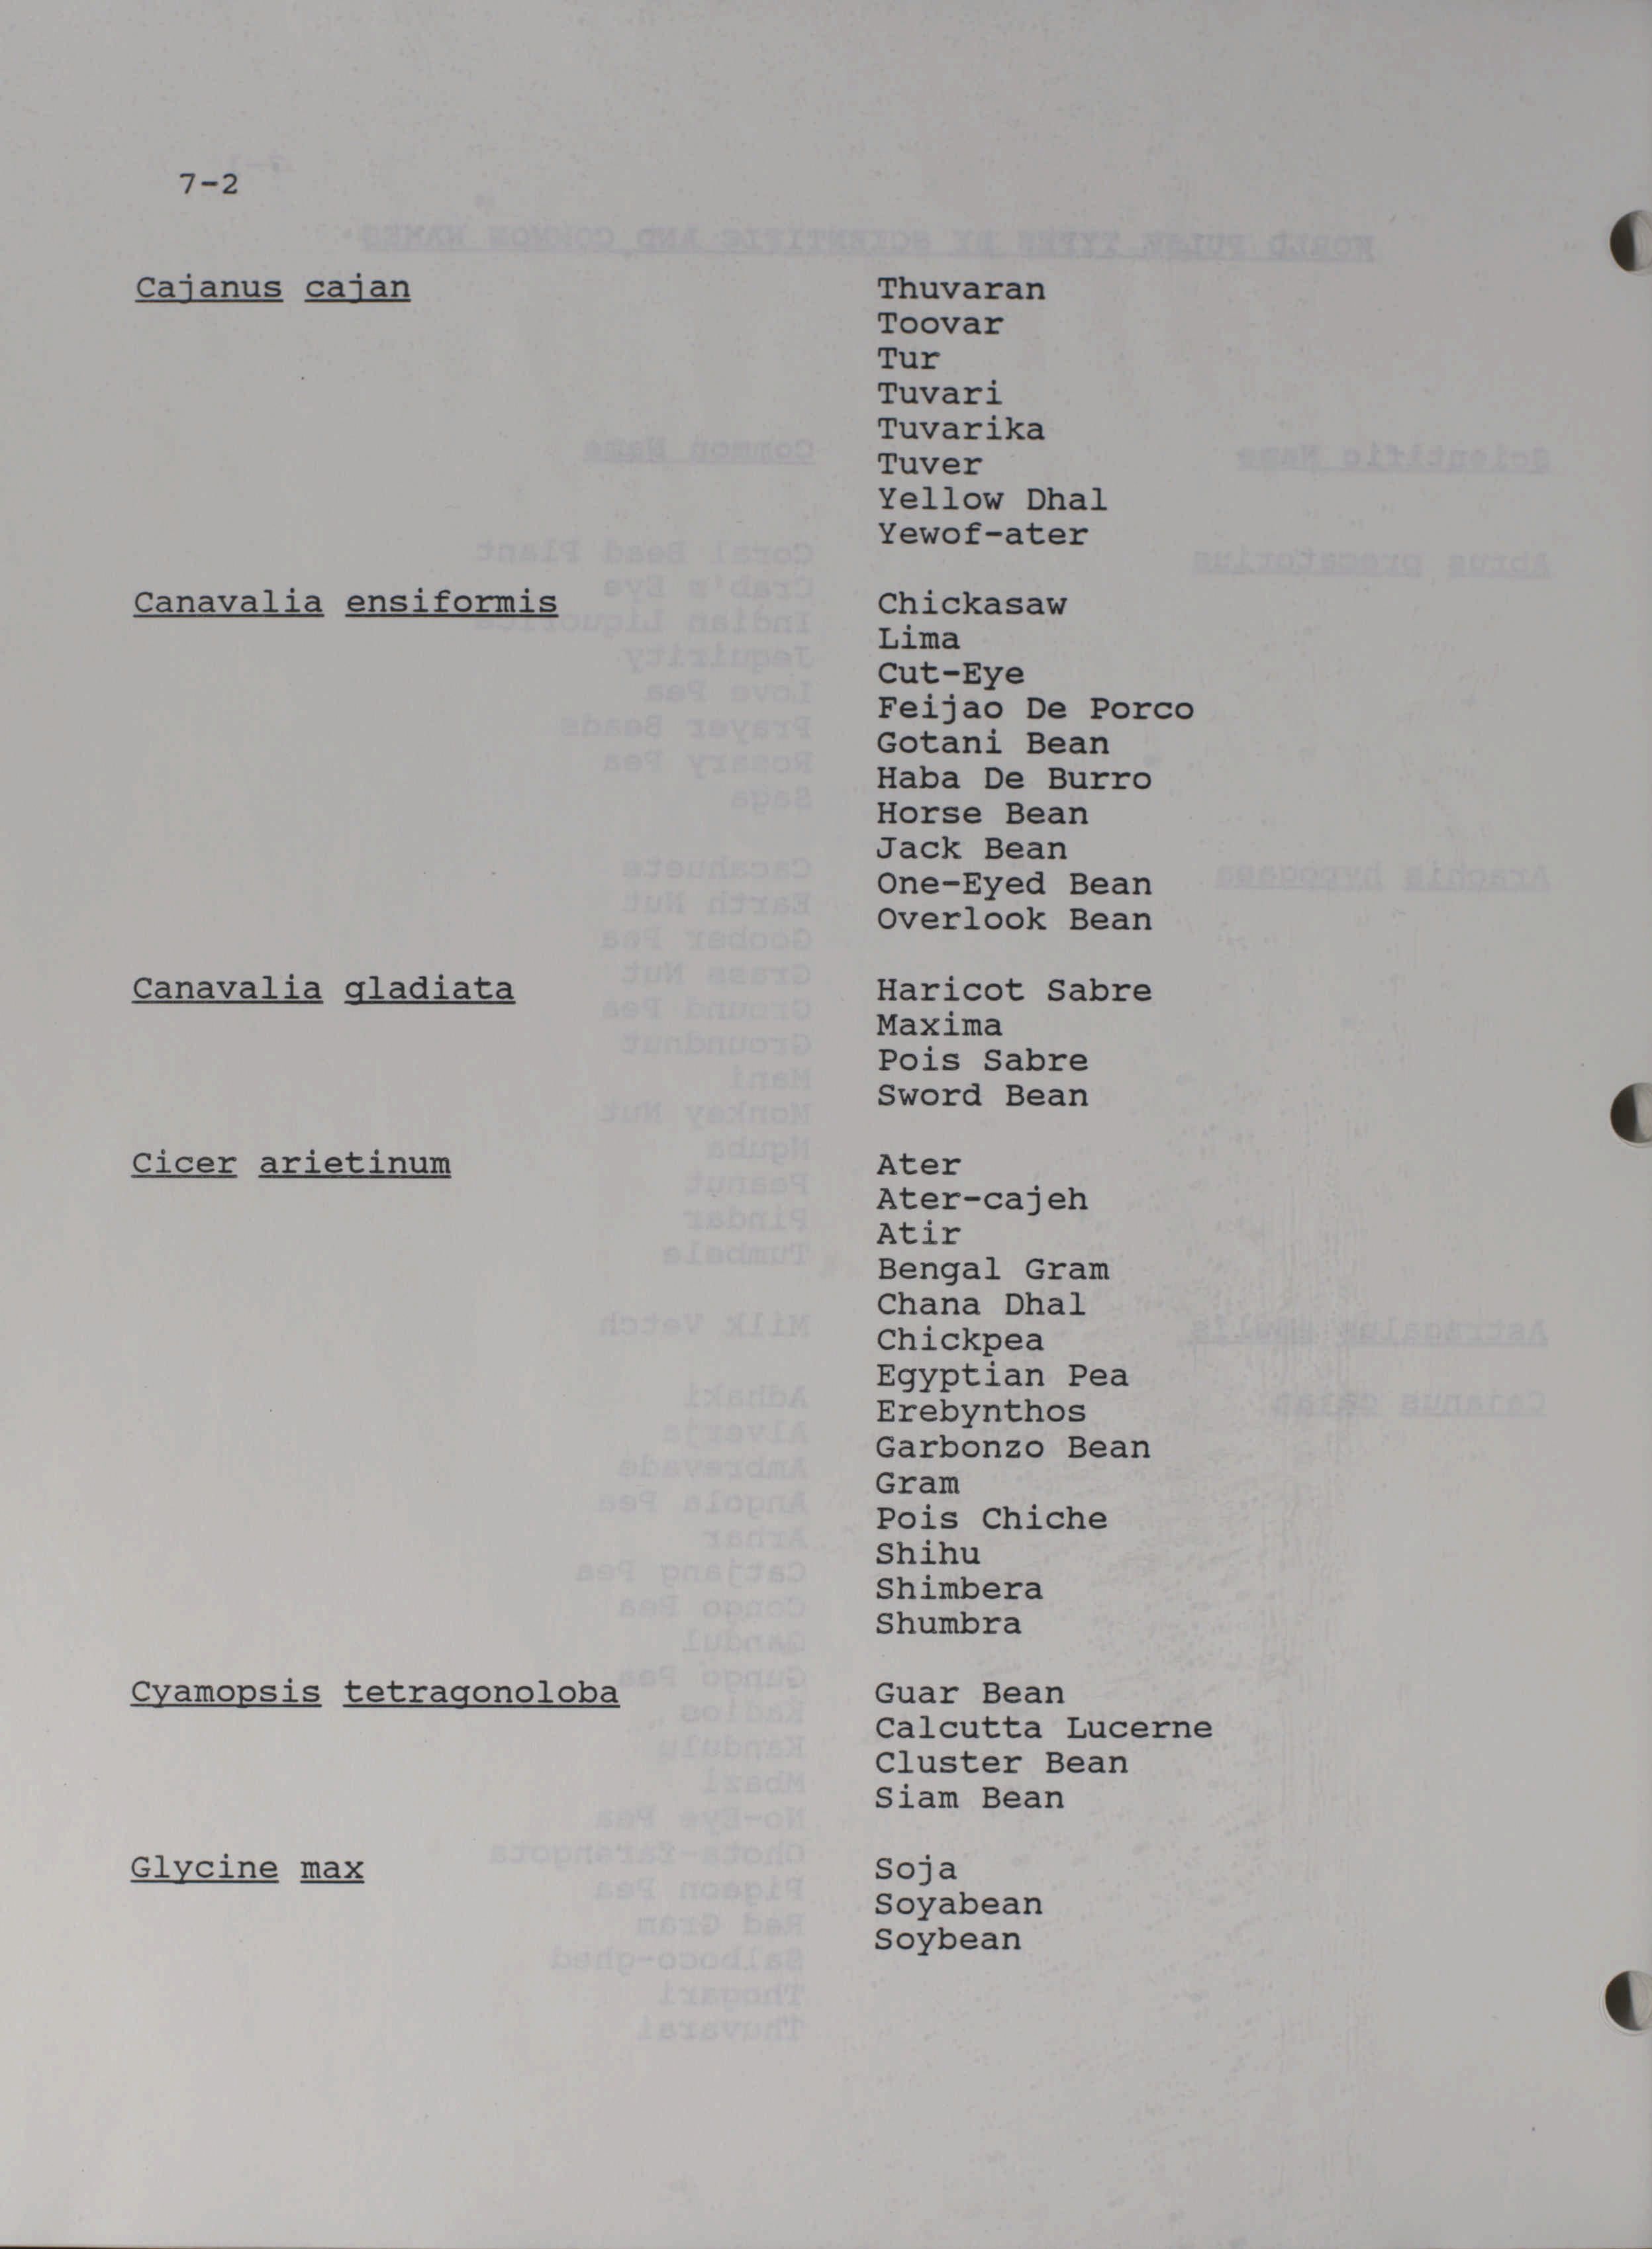 7-2
Cajanus cajan Thuvaran
Toovar
Tur
Tuvari
Tuvarika
Tuver
Yellow Dhal
Yewof-ater
Canavalia ensiformis Chickasaw
Lima
Cut-Eye
Feijao De Porco
Gotani Bean
Haba De Burro
Horse Bean
Jack Bean
One-Eyed Bean
Overlook Bean
Canavalia gladiata Haricot Sabre
Maxima
Pois Sabre
Sword Bean
Cicer arietinum Ater
Ater-cajeh
Atir
Bengal Gram
Chana Dhal
Chickpea
Egyptian Pea
Erebynthos
Garbonzo Bean
Gram
Pois Chiche
Shihu
Shimbera
Shumbra
Cyamopsis tetragonoloba Guar Bean
Calcutta Lucerne
Cluster Bean
Siam Bean
Glycine max Soja
Soyabean
Soybean